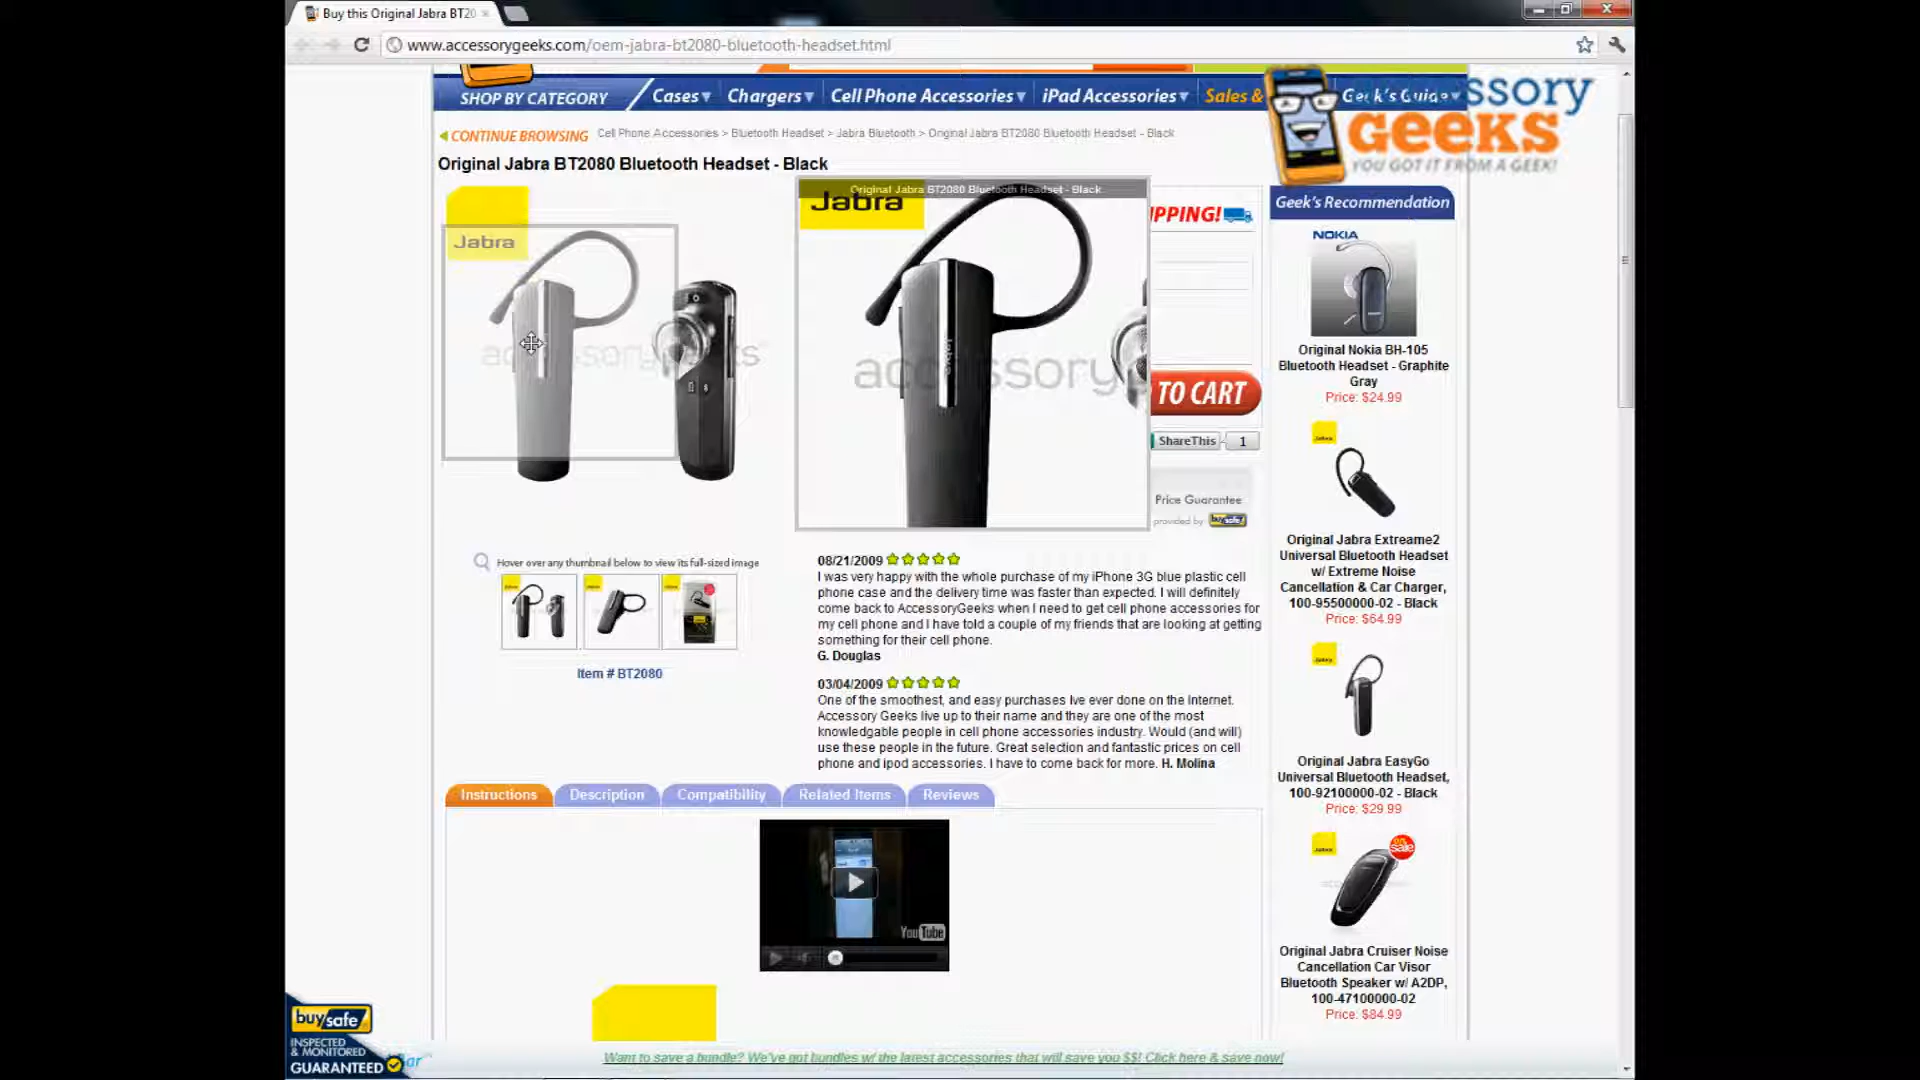 Buy this Original Jabra BT20
www.accessorygeeks.com/oem-jabra-bt2080-bluetooth-headset.html
SHOP BY CATEGORY
Cases
Chargers
Cell Phone Accessories
iPad Accessories
Sales &
Geek's Guide
ssory
GEEKS
YOU GOT IT FROM A GEEK!
CONTINUE BROWSING
Cell Phone Accessories > Bluetooth Headset > Jabra Bluetooth > Original Jabra BT2080 Bluetooth Headset - Black
Original Jabra BT2080 Bluetooth Headset - Black
Jabra
Original Jabra BT2080 Bluetooth Headset - Black
Jabra
IPPING!
TO CART
ShareThis
1
Price Guarantee
provided by buySAFE
Hover over any thumbnail below to view its full-sized image
Item # BT2080
08/21/2009
I was very happy with the whole purchase of my iPhone 3G blue plastic cell
phone case and the delivery time was faster than expected. I will definitely
come back to AccessoryGeeks when I need to get cell phone accessories for
my cell phone and I have told a couple of my friends that are looking at getting
something for their cell phone.
G. Douglas
03/04/2009
One of the smoothest, and easy purchases Ive ever done on the internet.
Accessory Geeks live up to their name and they are one of the most
knowledgable people in cell phone accessories industry. Would (and will)
use these people in the future. Great selection and fantastic prices on cell
phone and ipod accessories. I have to come back for more. H. Molina
Instructions
Description
Compatibility
Related Items
Reviews
YouTube
Geek's Recommendation
NOKIA
Original Nokia BH-105
Bluetooth Headset - Graphite
Gray
Price: $24.99
Original Jabra Extreame2
Universal Bluetooth Headset
w/ Extreme Noise
Cancellation & Car Charger,
100-95500000-02 - Black
Price: $64.99
Original Jabra EasyGo
Universal Bluetooth Headset,
100-92100000-02 - Black
Price: $29.99
sale
Original Jabra Cruiser Noise
Cancellation Car Visor
Bluetooth Speaker w/ A2DP,
100-47100000-02
Price: $84.99
buySAFE
INSPECTED
& MONITORED
GUARANTEED
Want to save a bundle? We've got bundles w/ the latest accessories that will save you $$! Click here & save now!